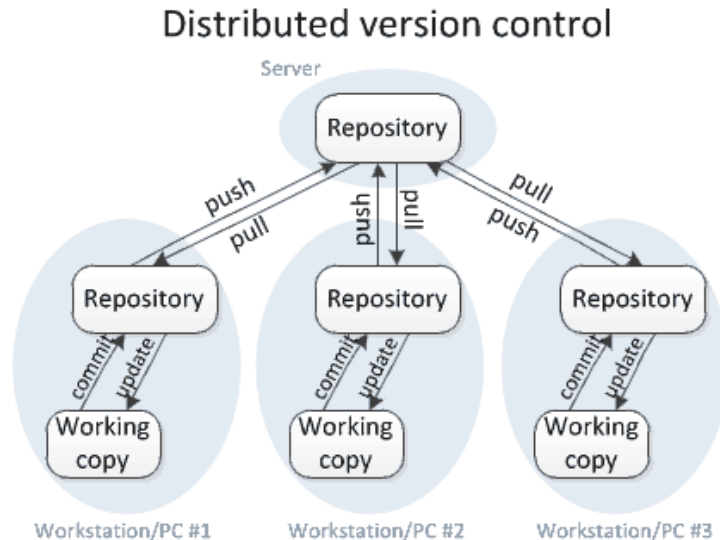 Distributed version control
Server
Repository
push
pull
push
pull
pull
push
Repository
Repository
Repository
commit
update
commit
update
commit
update
Working
copy
Working
copy
Working
copy
Workstation/PC #1
Workstation/PC #2
Workstation/PC #3